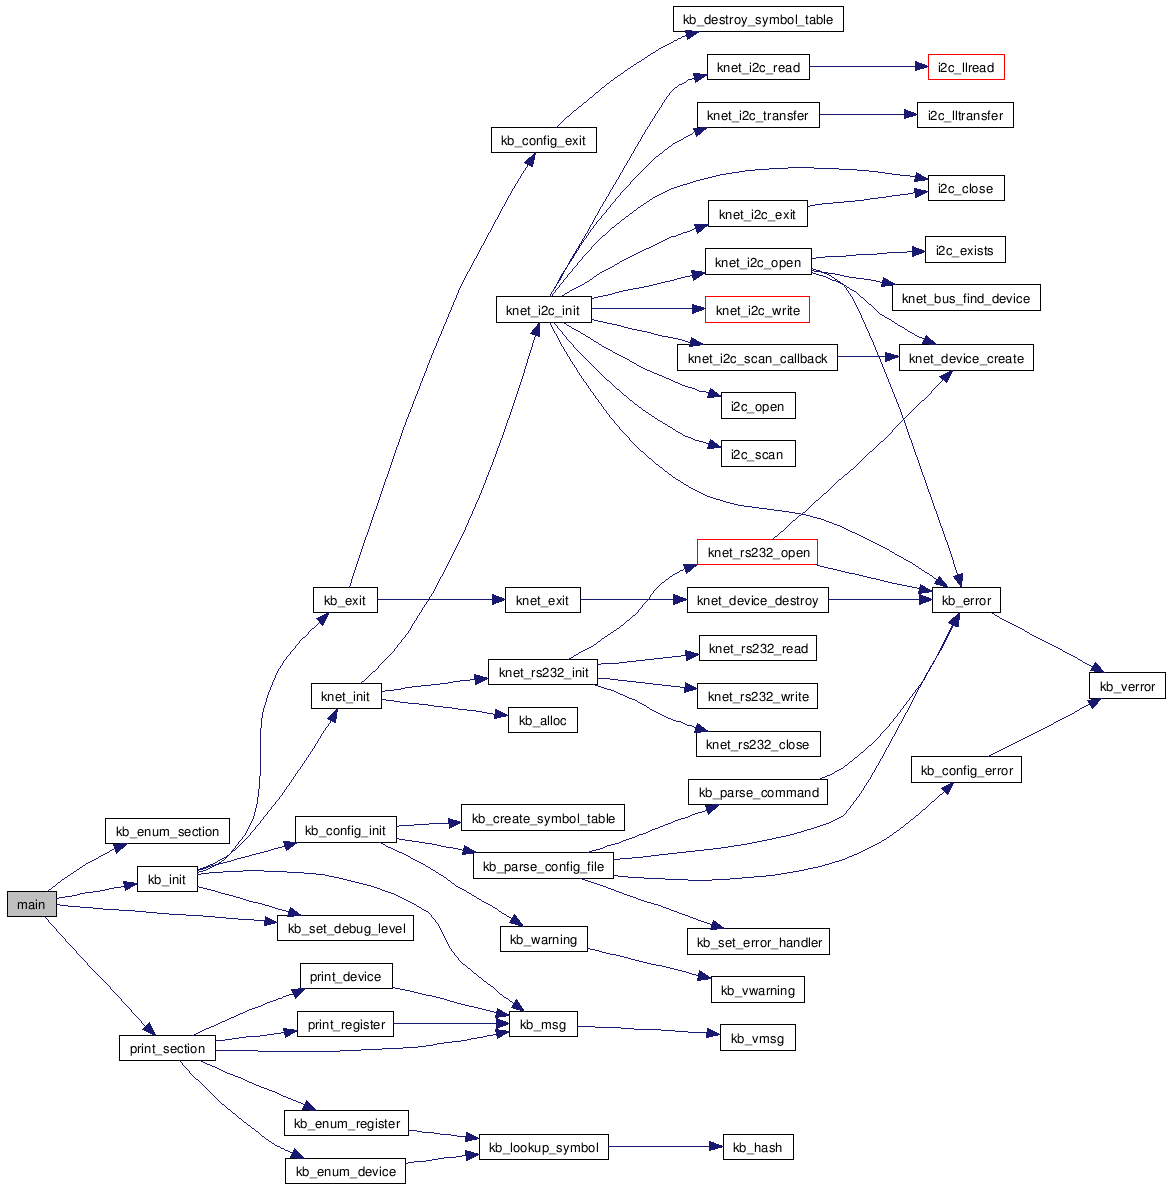 kb_destroy_symbol_table
knet_i2c_read
i2c_llread
knet_i2c_transfer
i2c_lltransfer
kb_config_exit
i2c_close
knet_i2c_exit
i2c_exists
knet_i2c_open
knet_bus_find_device
knet_i2c_init
knet_i2c_write
knet_i2c_scan_callback
knet_device_create
i2c_open
i2c_scan
knet_rs232_open
kb_exit
knet_exit
knet_device_destroy
kb_error
knet_rs232_read
knet_rs232_init
kb_verror
knet_init
knet_rs232_write
kb_alloc
knet_rs232_close
kb_config_error
kb_parse_command
kb_create_symbol_table
kb_enum_section
kb_config_init
kb_parse_config_file
kb_init
main
kb_set_debug_level
kb_warning
kb_set_error_handler
print_device
kb_vwarning
print_register
kb_msg
kb_vmsg
print_section
kb_enum_register
kb_lookup_symbol
kb_hash
kb_enum_device